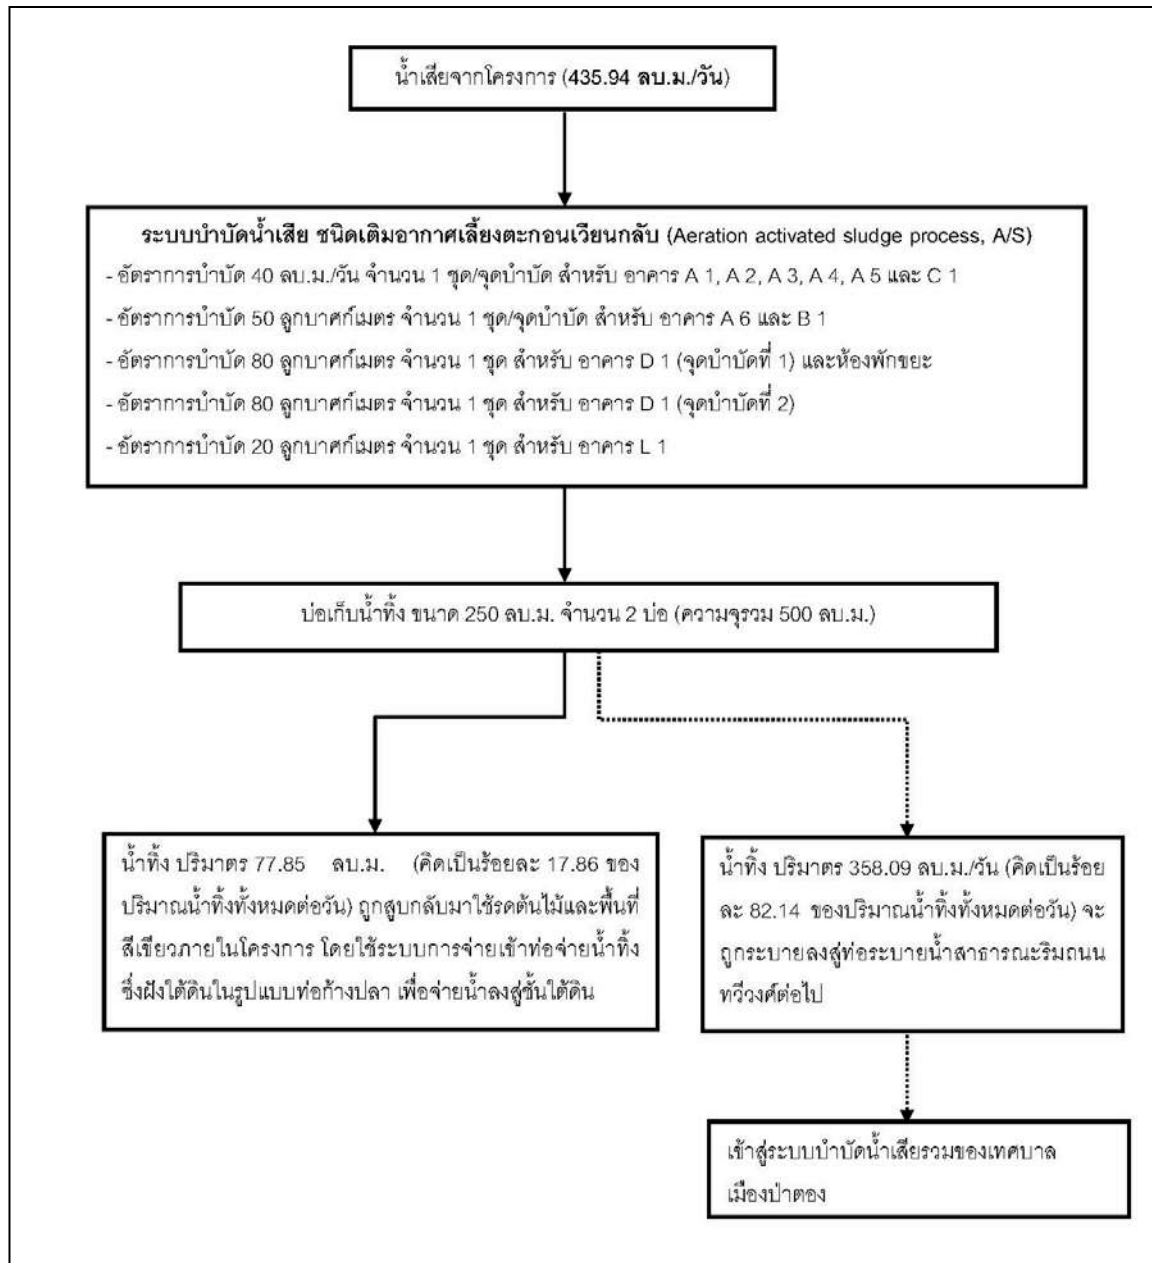 น้ำเสียจากโครงการ (435.94 ลบ.ม./วัน)
ระบบบำบัดน้ำเสีย ชนิดเติมอากาศเลี้ยงตะกอนเวียนกลับ (Aeration activated sludge process, A/S)
- อัตราการบำบัด 40 ลบ.ม./วัน จำนวน 1 ชุด/จุดบำบัด สำหรับ อาคาร A 1, A 2, A 3, A 4, A 5 และ C 1
- อัตราการบำบัด 50 ลูกบาศก์เมตร จำนวน 1 ชุด/จุดบำบัด สำหรับ อาคาร A 6 และ B 1
- อัตราการบำบัด 80 ลูกบาศก์เมตร จำนวน 1 ชุด สำหรับ อาคาร D 1 (จุดบำบัดที่ 1) และห้องพักขยะ
- อัตราการบำบัด 80 ลูกบาศก์เมตร จำนวน 1 ชุด สำหรับ อาคาร D 1 (จุดบำบัดที่ 2)
- อัตราการบำบัด 20 ลูกบาศก์เมตร จำนวน 1 ชุด สำหรับ อาคาร L 1
บ่อเก็บน้ำทิ้ง ขนาด 250 ลบ.ม. จำนวน 2 บ่อ (ความจุรวม 500 ลบ.ม.)
น้ำทิ้ง ปริมาตร 77.85 ลบ.ม. (คิดเป็นร้อยละ 17.86 ของ
ปริมาณน้ำทิ้งทั้งหมดต่อวัน) ถูกสูบกลับมาใช้รดต้นไม้และพื้นที่
สีเขียวภายในโครงการ โดยใช้ระบบการจ่ายเข้าท่อจ่ายน้ำทิ้ง
ซึ่งฝังใต้ดินในรูปแบบท่อก้างปลา เพื่อจ่ายน้ำลงสู่ชั้นใต้ดิน
น้ำทิ้ง ปริมาตร 358.09 ลบ.ม./วัน (คิดเป็นร้อย
ละ 82.14 ของปริมาณน้ำทิ้งทั้งหมดต่อวัน) จะ
ถูกระบายลงสู่ท่อระบายน้ำสาธารณะริมถนน
ทวีวงศ์ต่อไป
เข้าสู่ระบบบำบัดน้ำเสียรวมของเทศบาล
เมืองป่าตอง